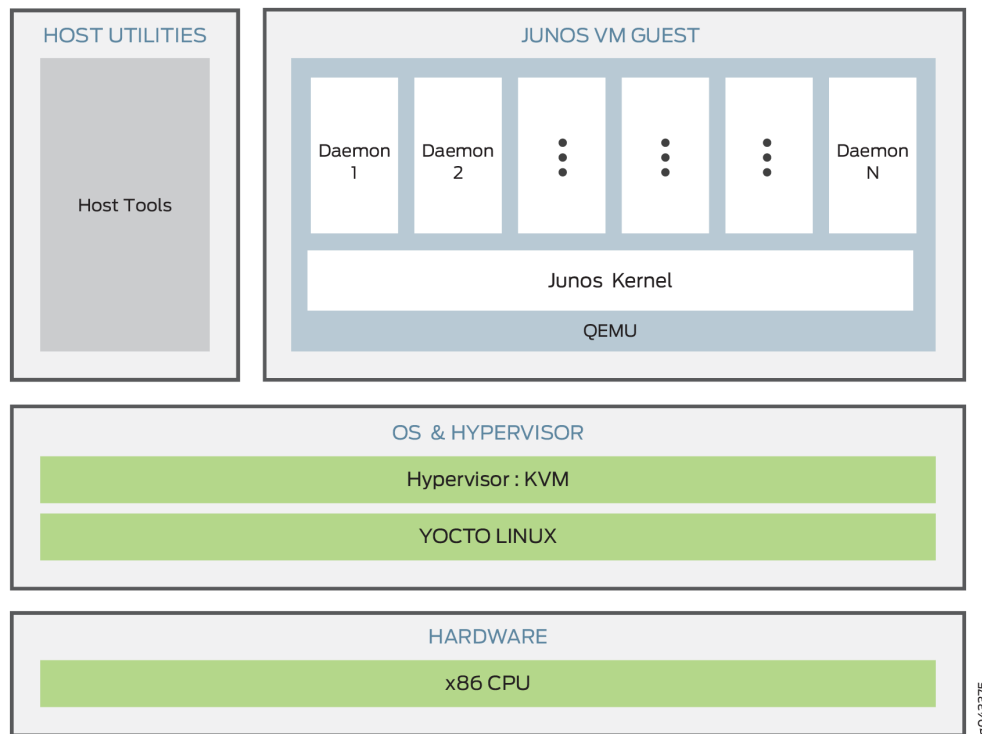 HOST UTILITIES
Host Tools
JUNOS VM GUEST
Daemon
1
Daemon
2
Daemon
N
Junos Kernel
QEMU
OS & HYPERVISOR
Hypervisor : KVM
YOCTO LINUX
HARDWARE
x86 CPU